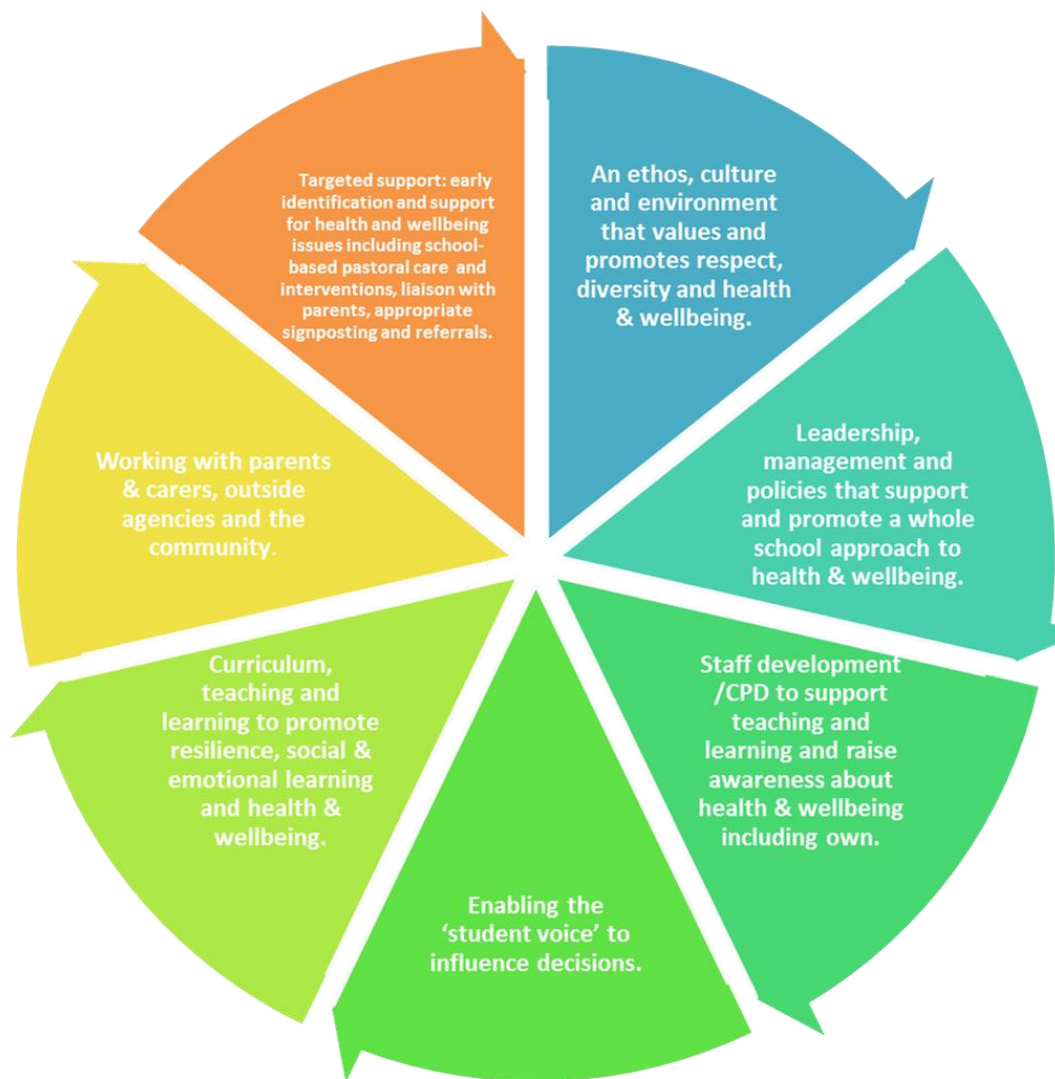 An ethos, culture
and environment
that values and
promotes respect,
diversity and health
& wellbeing.
Leadership,
management and
policies that support
and promote a whole
school approach to
health & wellbeing.
Staff development
/CPD to support
teaching and
learning and raise
awareness about
health & wellbeing
including own.
Enabling the
‘student voice’ to
influence decisions.
Curriculum,
teaching and
learning to promote
resilience, social &
emotional learning
and health &
wellbeing.
Working with parents
& carers, outside
agencies and the
community.
Targeted support: early
identification and support
for health and wellbeing
issues including school-
based pastoral care and
interventions, liaison with
parents, appropriate
signposting and referrals.